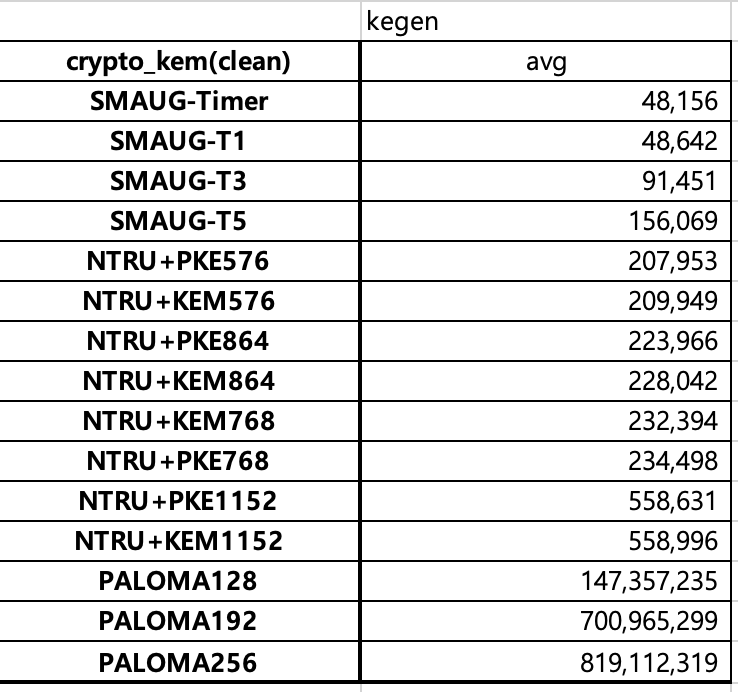 kegen
crypto_kem(clean) avg
SMAUG-Timer 48,156
SMAUG-T1 48,642
SMAUG-T3 91,451
SMAUG-T5 156,069
NTRU+PKE576 207,953
NTRU+KEM576 209,949
NTRU+PKE864 223,966
NTRU+KEM864 228,042
NTRU+KEM768 232,394
NTRU+PKE768 234,498
NTRU+PKE1152 558,631
NTRU+KEM1152 558,996
PALOMA128 147,357,235
PALOMA192 700,965,299
PALOMA256 819,112,319